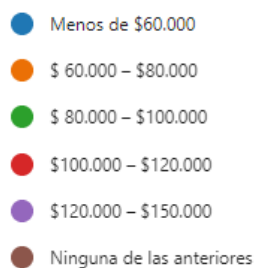 Menos de $60.000
$ 60.000 – $80.000
$ 80.000 – $100.000
$100.000 – $120.000
$120.000 – $150.000
Ninguna de las anteriores